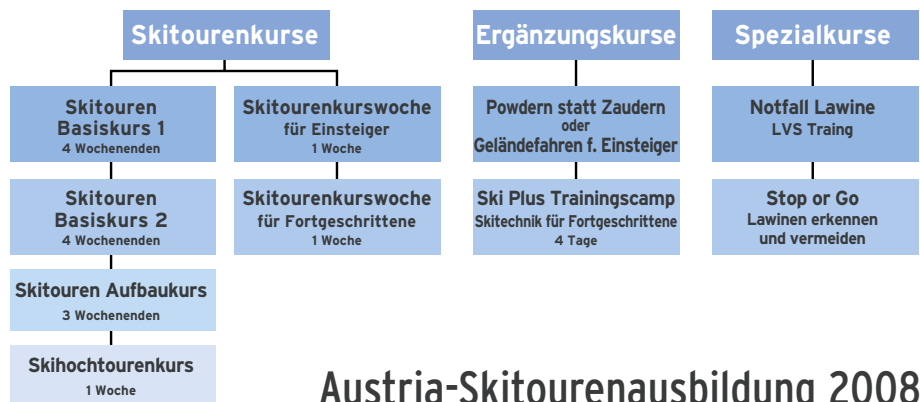 Skitourenkurse
Ergänzungskurse
Spezialkurse
Skitouren
Basiskurs 1
4 Wochenenden
Skitourenkurswoche
für Einsteiger
1 Woche
Powdern statt Zaudern
oder
Geländefahren f. Einsteiger
Notfall Lawine
LVS Traing
Skitouren
Basiskurs 2
4 Wochenenden
Skitourenkurswoche
für Fortgeschrittene
1 Woche
Ski Plus Trainingscamp
Skitechnik für Fortgeschrittene
4 Tage
Stop or Go
Lawinen erkennen
und vermeiden
Skitouren Aufbaukurs
3 Wochenenden
Skihochtourenkurs
1 Woche
Austria-Skitourenausbildung 2008